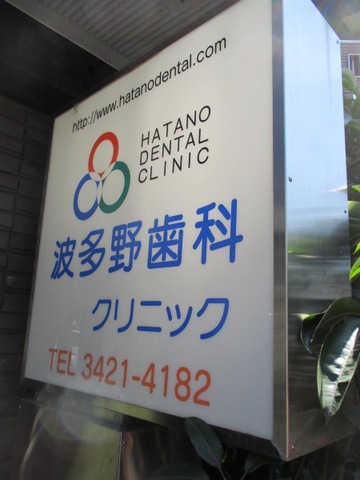 http://www.hatanodental.com
HATANO
DENTAL
CLINIC
波多野歯科
クリニック
TEL 3421-4182